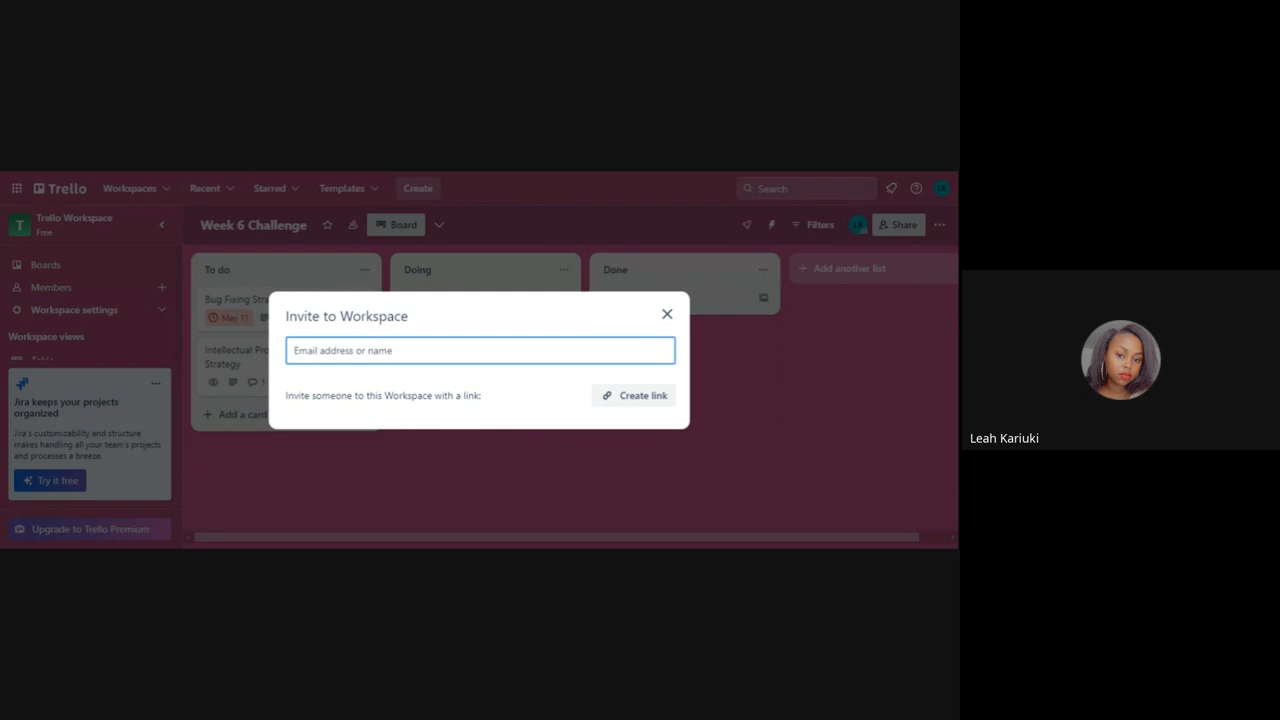 Trello
Workspaces
Recent
Starred
Templates
Create
Search
LK
T
Trello Workspace
Free
Week 6 Challenge
Board
Filters
Share
Boards
Members
Workspace settings
Workspace views
Jira keeps your projects
organized
Jira's customizability and structure
makes handling all your team's projects
and processes a breeze.
Try it free
Upgrade to Trello Premium
To do
Bug Fixing
May 11
Intellectual
Strategy
1
Add a card
Doing
Done
Add another list
Invite to Workspace
Email address or name
Invite someone to this Workspace with a link:
Create link
Leah Kariuki